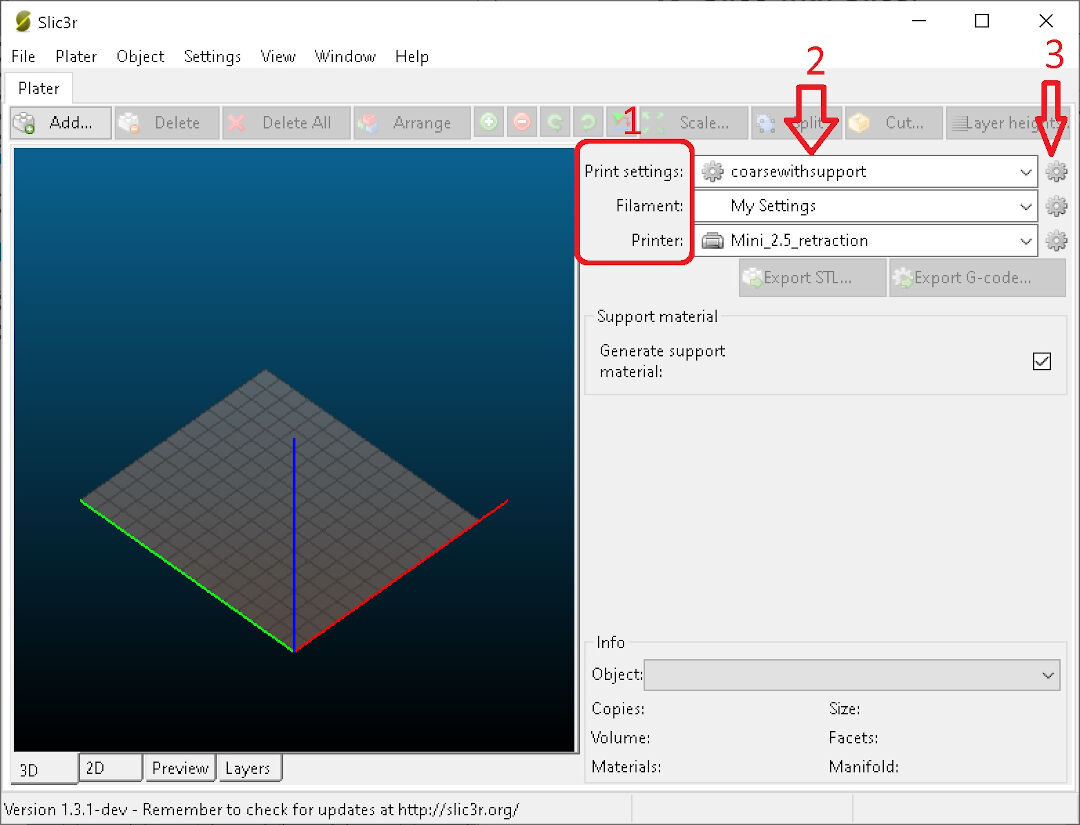 Slic3r
File Plater Object Settings View Window Help
3
2
Plater
Add... Delete Delete All Arrange Scale... Split Cut... Layer heights...
1
Print settings: coarsewithsupport
Filament: My Settings
Printer: Mini_2.5_retraction
Export STL... Export G-code...
Support material
Generate support
material:
Info
Object:
Copies: Size:
Volume: Facets:
Materials: Manifold:
3D 2D Preview Layers
Version 1.3.1-dev - Remember to check for updates at http://slic3r.org/